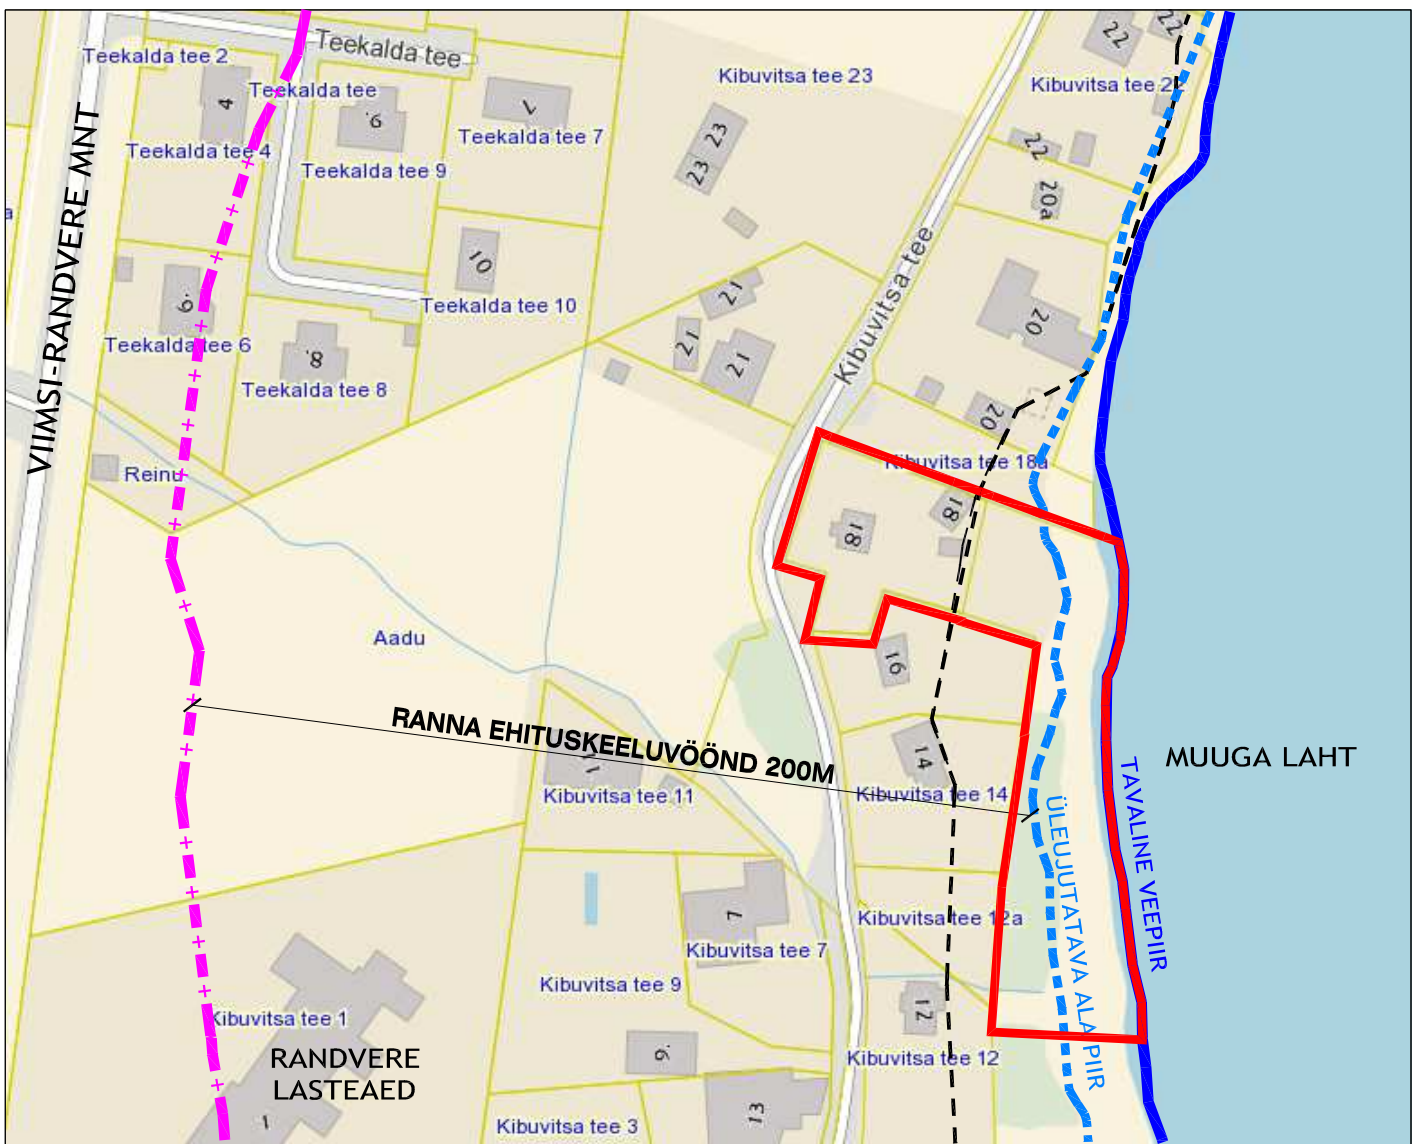 Teekalda tee 2
Teekalda tee
Teekalda tee
4
9.
7
Teekalda tee 4
Teekalda tee 9
Teekalda tee 7
Kibuvitsa tee 23
23
23
Kibuvitsa tee 22
22
22
22
20a
VIIMSI-RANDVERE MNT
a
10
Teekalda tee 10
6.
Teekalda tee 6
8.
Teekalda tee 8
21
21
21
Kibuvitsa tee
20
20
Reinu
Kibuvitsa tee 18a
18
18
Aadu
16
RANNA EHITUSKEELUVÖÖND 200M
14
Kibuvitsa tee 14
Kibuvitsa tee 11
MUUGA LAHT
TAVALINE VEEPIIR
ÜLEUJUTATAVA ALA PIIR
7
Kibuvitsa tee 7
Kibuvitsa tee 12a
Kibuvitsa tee 9
12
Kibuvitsa tee 12
Kibuvitsa tee 1
RANDVERE
LASTEAED
1
9.
13
Kibuvitsa tee 3